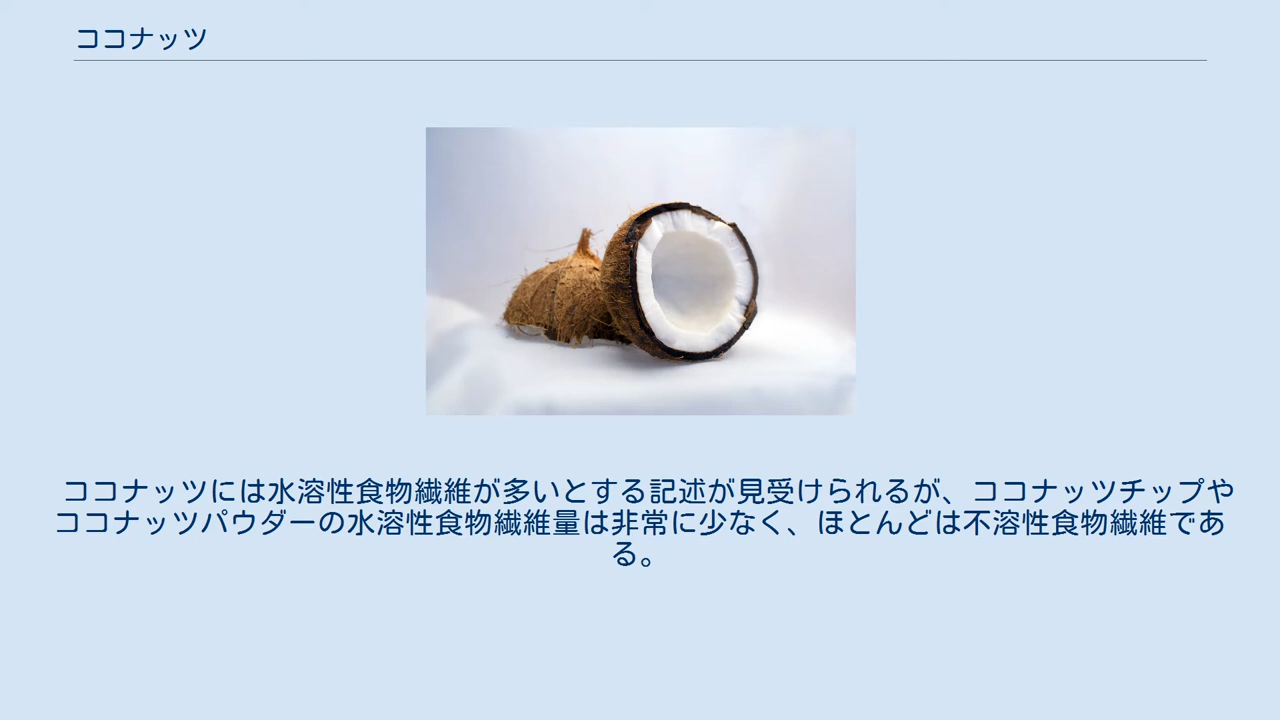 ココナッツ
ココナッツには水溶性食物繊維が多いとする記述が見受けられるが、ココナッツチップや
ココナッツパウダーの水溶性食物繊維量は非常に少なく、ほとんどは不溶性食物繊維であ
る。